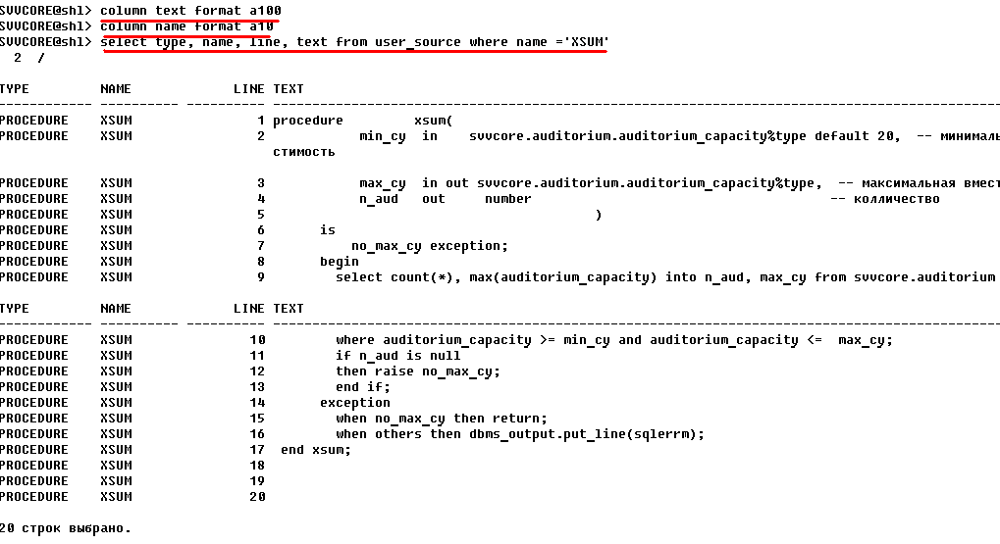 SVVCORE@shl> column text format a100
SVVCORE@shl> column name format a10
SVVCORE@shl> select type, name, line, text from user_source where name ='XSUM'
  2  /
TYPE         NAME             LINE TEXT
------------ ---------- ---------- ----------------------------------------------------------------------------------------------------
PROCEDURE    XSUM                1 procedure         xsum(
PROCEDURE    XSUM                2            min_cy  in    svvcore.auditorium.auditorium_capacity%type default 20,  -- минималь
                                   стимость
PROCEDURE    XSUM                3            max_cy  in out svvcore.auditorium.auditorium_capacity%type,  -- максимальная вмест
PROCEDURE    XSUM                4            n_aud   out     number                                      -- колличество
PROCEDURE    XSUM                5                                          )
PROCEDURE    XSUM                6       is
PROCEDURE    XSUM                7           no_max_cy exception;
PROCEDURE    XSUM                8       begin
PROCEDURE    XSUM                9         select count(*), max(auditorium_capacity) into n_aud, max_cy from svvcore.auditorium
TYPE         NAME             LINE TEXT
------------ ---------- ---------- ----------------------------------------------------------------------------------------------------
PROCEDURE    XSUM               10         where auditorium_capacity >= min_cy and auditorium_capacity <=  max_cy;
PROCEDURE    XSUM               11         if n_aud is null
PROCEDURE    XSUM               12         then raise no_max_cy;
PROCEDURE    XSUM               13         end if;
PROCEDURE    XSUM               14       exception
PROCEDURE    XSUM               15         when no_max_cy then return;
PROCEDURE    XSUM               16         when others then dbms_output.put_line(sqlerrm);
PROCEDURE    XSUM               17  end xsum;
PROCEDURE    XSUM               18
PROCEDURE    XSUM               19
PROCEDURE    XSUM               20
20 строк выбрано.